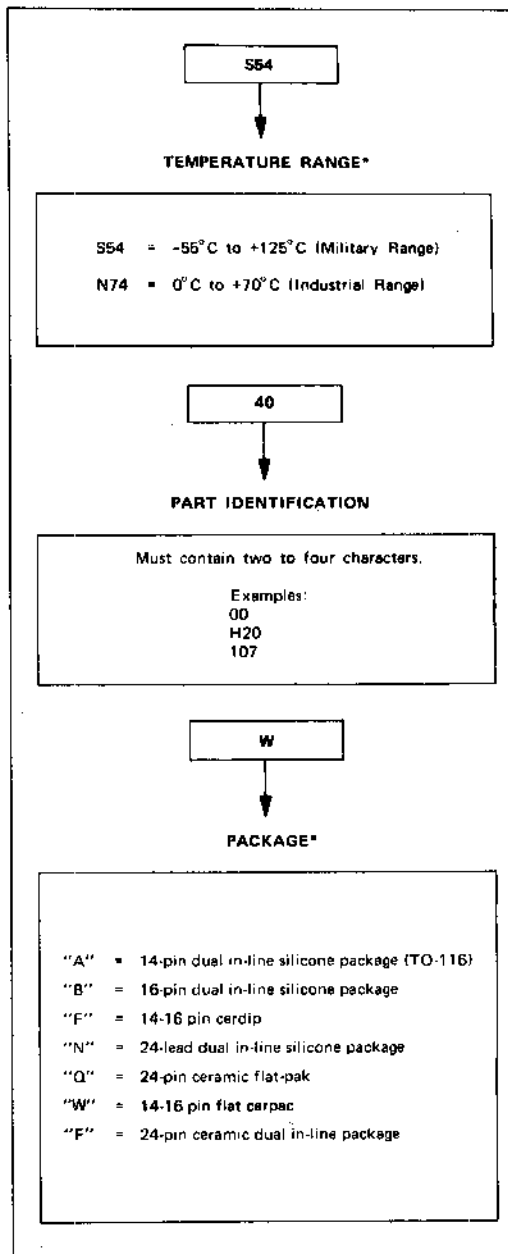 S54
TEMPERATURE RANGE*
S54 = -55°C to +125°C (Military Range)
N74 = 0°C to +70°C (Industrial Range)
40
PART IDENTIFICATION
Must contain two to four characters.
Examples:
00
H20
107
W
PACKAGE*
"A" = 14-pin dual in-line silicone package (TO-116)
"B" = 16-pin dual in-line silicone package
"F" = 14-16 pin cerdip
"N" = 24-lead dual in-line silicone package
"Q" = 24-pin ceramic flat-pak
"W" = 14-16 pin flat cerpac
"F" = 24-pin ceramic dual in-line package